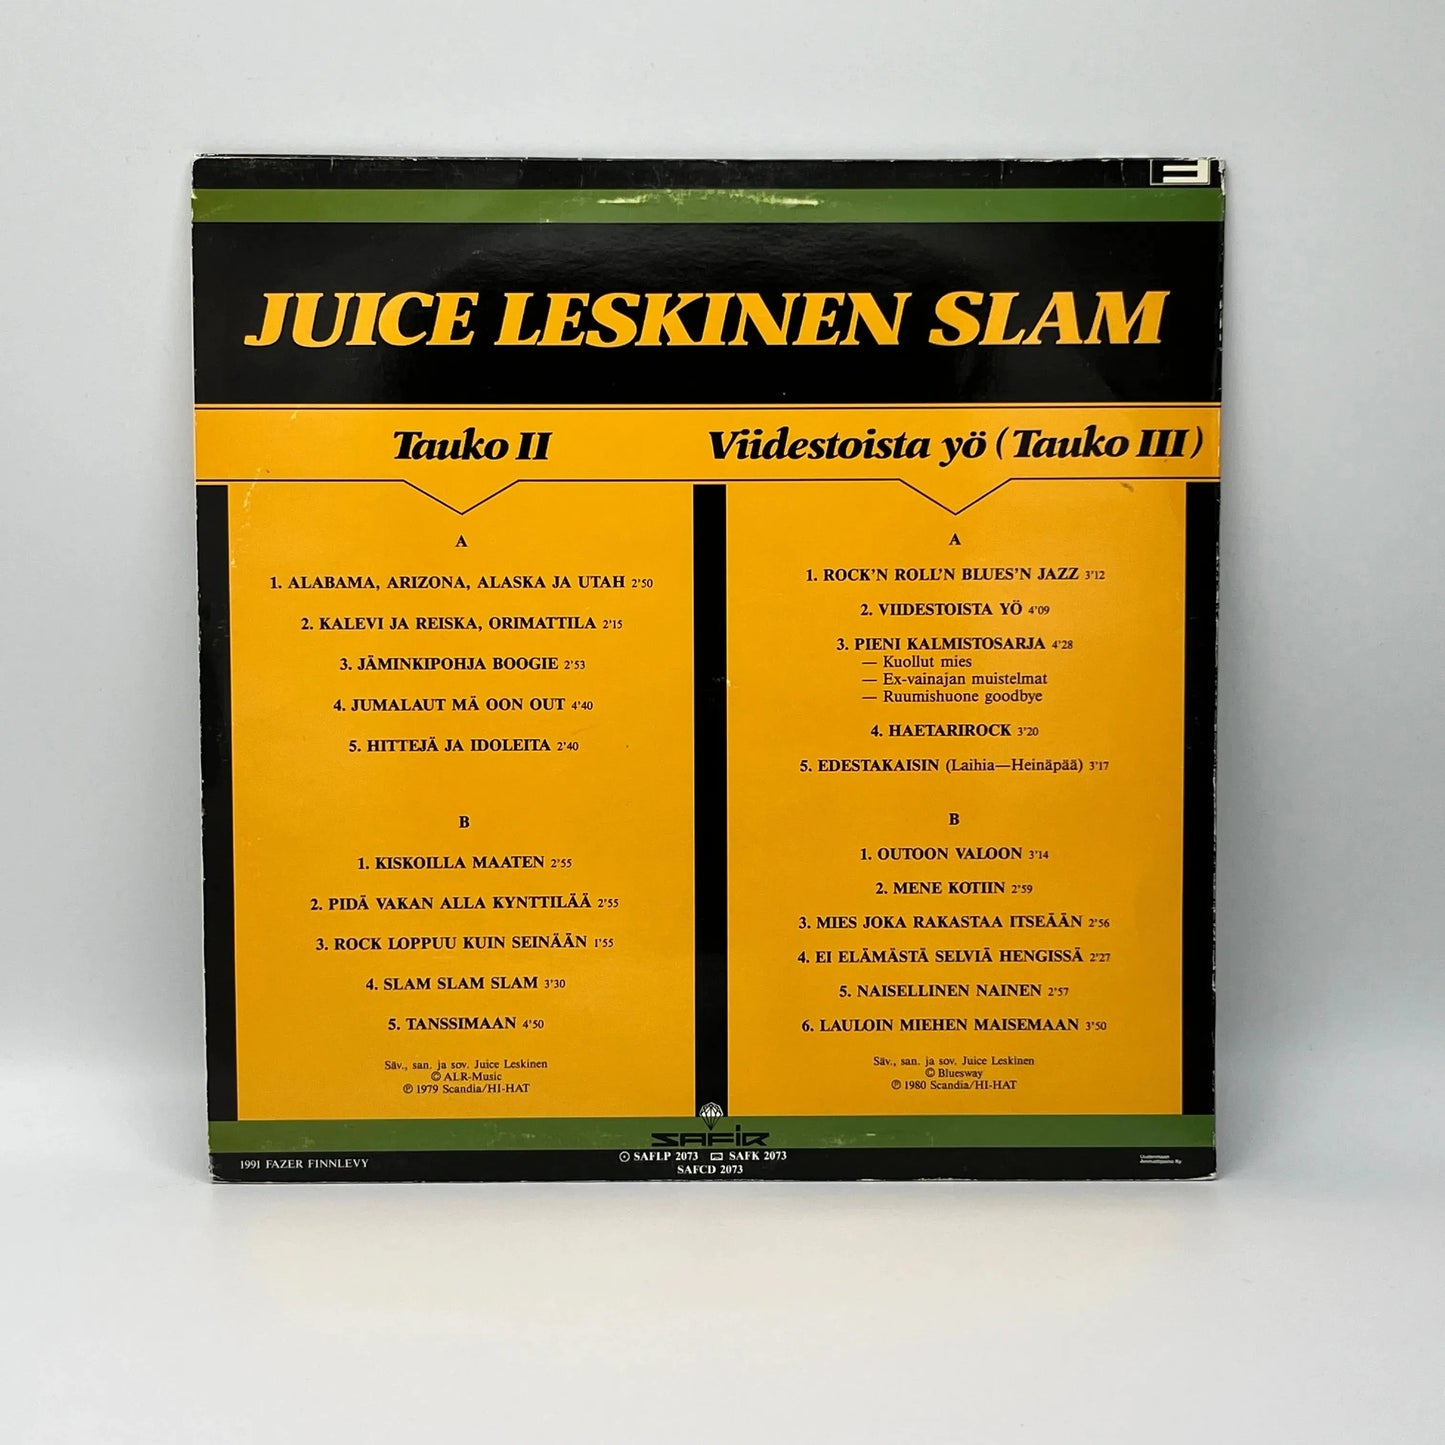 F
JUICE LESKINEN SLAM
Tauko II
A
1. ALABAMA, ARIZONA, ALASKA JA UTAH 2'50
2. KALEVI JA REISKA, ORIMATTILA 2'15
3. JÄMINKIPOHJA BOOGIE 2'53
4. JUMALAUT MÄ OON OUT 4'40
5. HITTEJÄ JA IDOLEITA 2'40
B
1. KISKOILLA MAATEN 2'55
2. PIDÄ VAKAN ALLA KYNTTILÄÄ 2'55
3. ROCK LOPPUU KUIN SEINÄÄN 1'55
4. SLAM SLAM SLAM 3'30
5. TANSSIMAAN 4'50
Säv., san. ja sov. Juice Leskinen
© ALR-Music
℗ 1979 Scandia/HI-HAT
Viidestoista yö (Tauko III)
A
1. ROCK'N ROLL'N BLUES'N JAZZ 3'12
2. VIIDESTOISTA YÖ 4'09
3. PIENI KALMISTOSARJA 4'28
— Kuollut mies
— Ex-vainajan muistelmat
— Ruumishuone goodbye
4. HAETARIROCK 3'20
5. EDESTAKAISIN (Laihia—Heinäpää) 3'17
B
1. OUTOON VALOON 3'14
2. MENE KOTIIN 2'59
3. MIES JOKA RAKASTAA ITSEÄÄN 2'56
4. EI ELÄMÄSTÄ SELVIÄ HENGISSÄ 2'27
5. NAISELLINEN NAINEN 2'57
6. LAULOIN MIEHEN MAISEMAAN 3'50
Säv., san. ja sov. Juice Leskinen
© Bluesway
℗ 1980 Scandia/HI-HAT
SAFIR
1991 FAZER FINNLEVY
SAFLP 2073 SAFK 2073
SAFCD 2073
Uudenmaan
Ammattipaino Ky